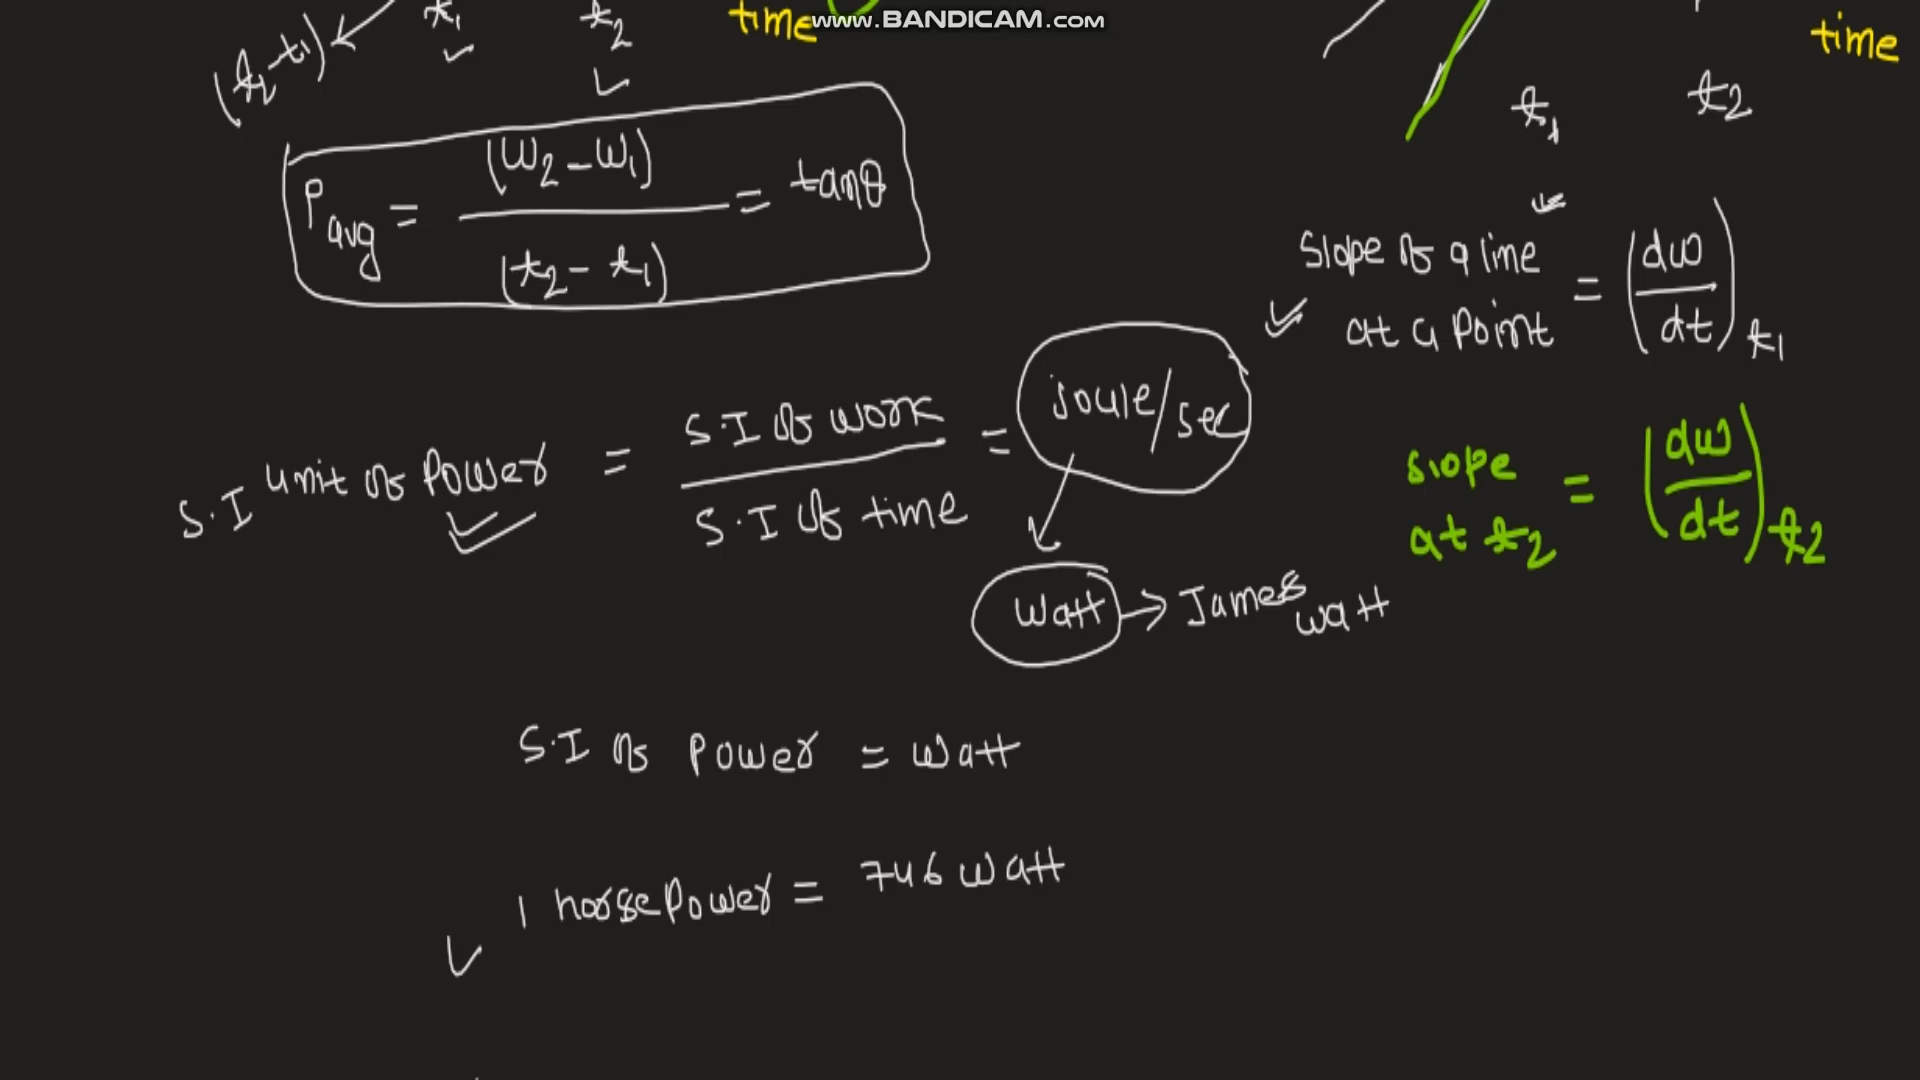 www.BANDICAM.com
(t2-t1) t1 t2 time
time
t1 t2
Pavg = (W2-W1) / (t2-t1) = tanθ
Slope of a line at a point = (dw/dt)t1
S.I unit of Power = S.I of work / S.I of time = joule/sec
slope at t2 = (dw/dt)t2
Watt → James watt
S.I of Power = Watt
1 horsePower = 746 Watt